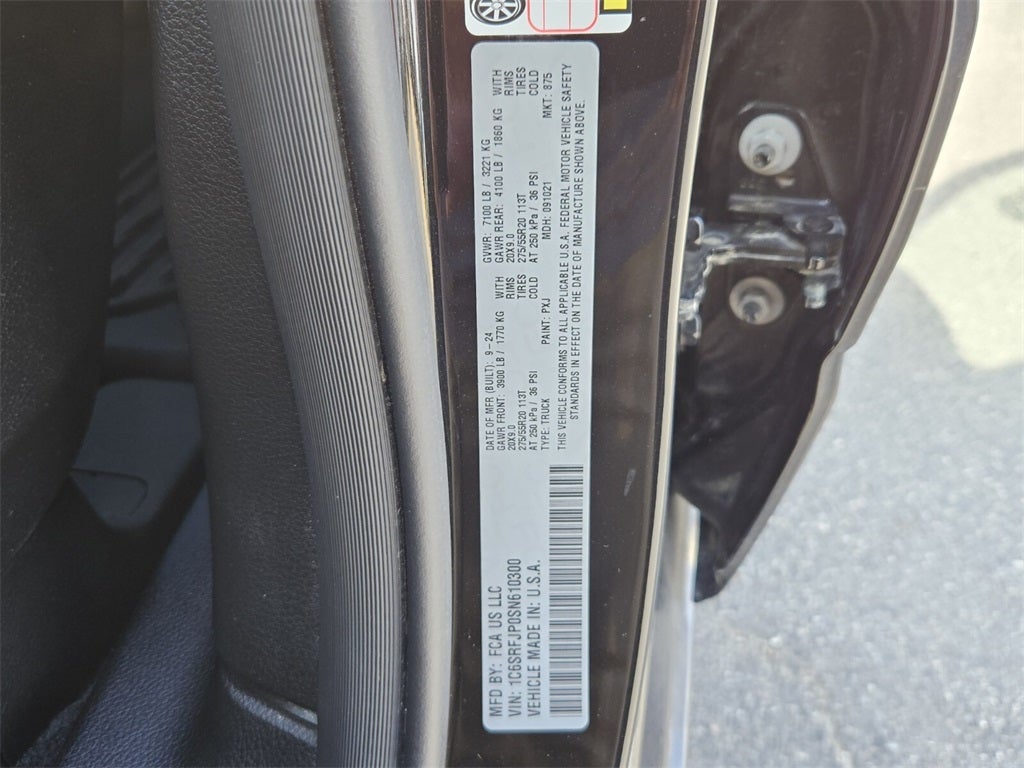 MFD BY: FCA US LLC
VIN: 1C6SRFJP0SN610300
VEHICLE MADE IN: U.S.A.
DATE OF MFR (BUILT): 9-24 GVWR: 7100 LB / 3221 KG
GAWR FRONT: 3900 LB / 1770 KG WITH GAWR REAR: 4100 LB / 1860 KG WITH
20X9.0 RIMS 20X9.0 RIMS
275/55R20 113T TIRES 275/55R20 113T TIRES
AT 250 kPa / 36 PSI COLD AT 250 kPa / 36 PSI COLD
TYPE: TRUCK PAINT: PXJ MDH: 091021 MKT: 875
THIS VEHICLE CONFORMS TO ALL APPLICABLE U.S.A. FEDERAL MOTOR VEHICLE SAFETY
STANDARDS IN EFFECT ON THE DATE OF MANUFACTURE SHOWN ABOVE.